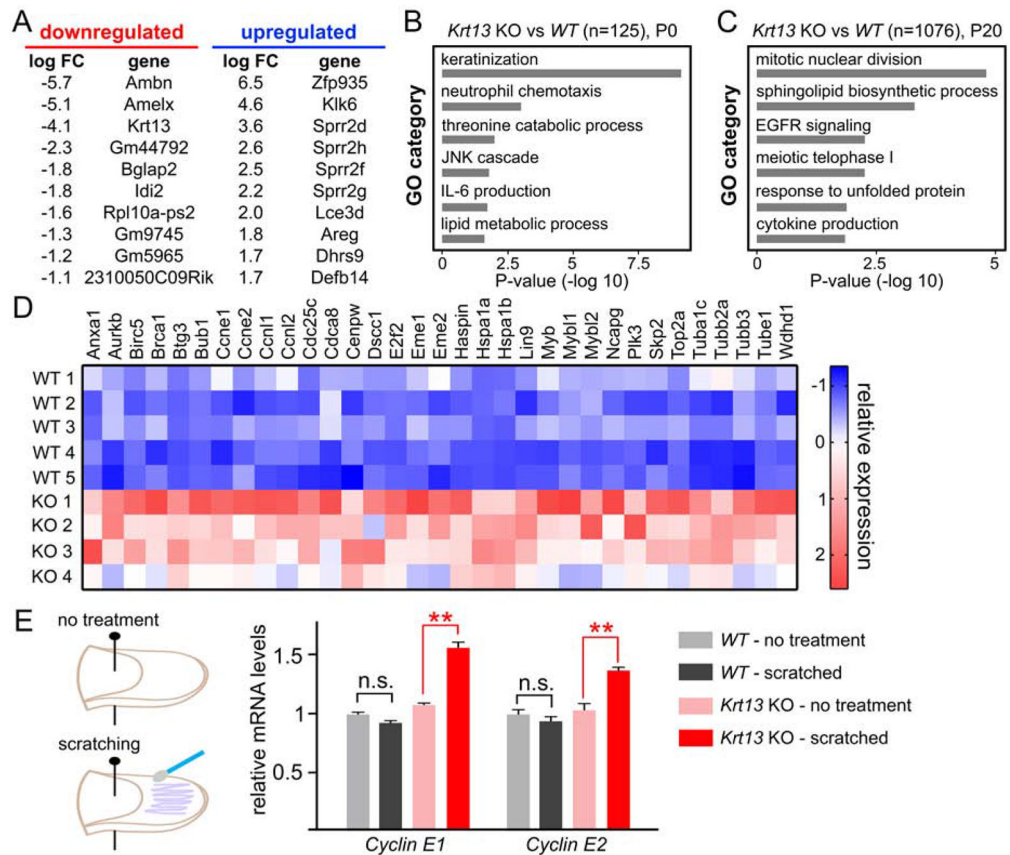 A
downregulated upregulated
log FC gene log FC gene
-5.7 Ambn 6.5 Zfp935
-5.1 Amelx 4.6 Klk6
-4.1 Krt13 3.6 Sprr2d
-2.3 Gm44792 2.6 Sprr2h
-1.8 Bglap2 2.5 Sprr2f
-1.8 Idi2 2.2 Sprr2g
-1.6 Rpl10a-ps2 2.0 Lce3d
-1.3 Gm9745 1.8 Areg
-1.2 Gm5965 1.7 Dhrs9
-1.1 2310050C09Rik 1.7 Defb14
B
Krt13 KO vs WT (n=125), P0
GO category
keratinization
neutrophil chemotaxis
threonine catabolic process
JNK cascade
IL-6 production
lipid metabolic process
0 2.5 5 7.5
P-value (-log 10)
C
Krt13 KO vs WT (n=1076), P20
GO category
mitotic nuclear division
sphingolipid biosynthetic process
EGFR signaling
meiotic telophase I
response to unfolded protein
cytokine production
0 2.5 5
P-value (-log 10)
D
Anxa1 Aurkb Birc5 Brca1 Btg3 Bub1 Ccne1 Ccne2 Ccnl1 Ccnl2 Cdc25c Cdca8 Cenpw Dscc1 E2f2 Eme1 Eme2 Haspin Hspa1a Hspa1b Lin9 Myb Mybl1 Mybl2 Ncapg Plk3 Skp2 Top2a Tuba1c Tubb2a Tubb3 Tube1 Wdhd1
WT 1
WT 2
WT 3
WT 4
WT 5
KO 1
KO 2
KO 3
KO 4
-1
0
1
2
relative expression
E
no treatment
scratching
relative mRNA levels
1.5
1
0.5
n.s. ** n.s. **
Cyclin E1 Cyclin E2
WT - no treatment
WT - scratched
Krt13 KO - no treatment
Krt13 KO - scratched